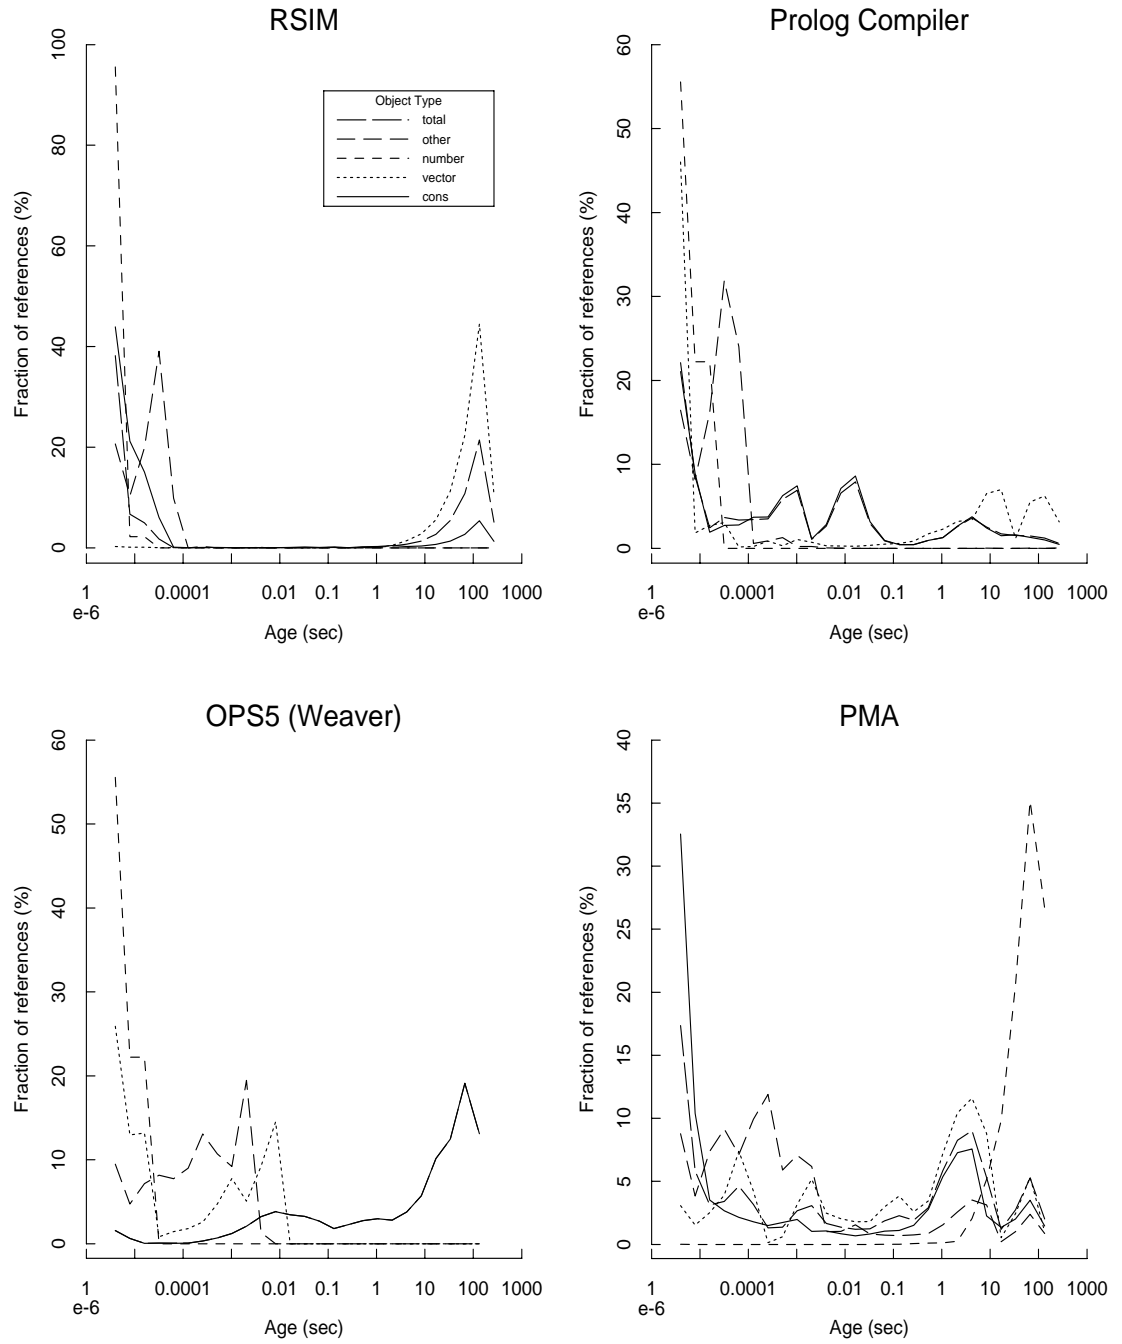 RSIM
Fraction of references (%)
100
80
60
40
20
0
Object Type
total
other
number
vector
cons
1
e-6
0.0001
0.01
0.1
1
10
100
1000
Age (sec)
Prolog Compiler
Fraction of references (%)
60
50
40
30
20
10
0
1
e-6
0.0001
0.01
0.1
1
10
100
1000
Age (sec)
OPS5 (Weaver)
Fraction of references (%)
60
50
40
30
20
10
0
1
e-6
0.0001
0.01
0.1
1
10
100
1000
Age (sec)
PMA
Fraction of references (%)
40
35
30
25
20
15
10
5
0
1
e-6
0.0001
0.01
0.1
1
10
100
1000
Age (sec)